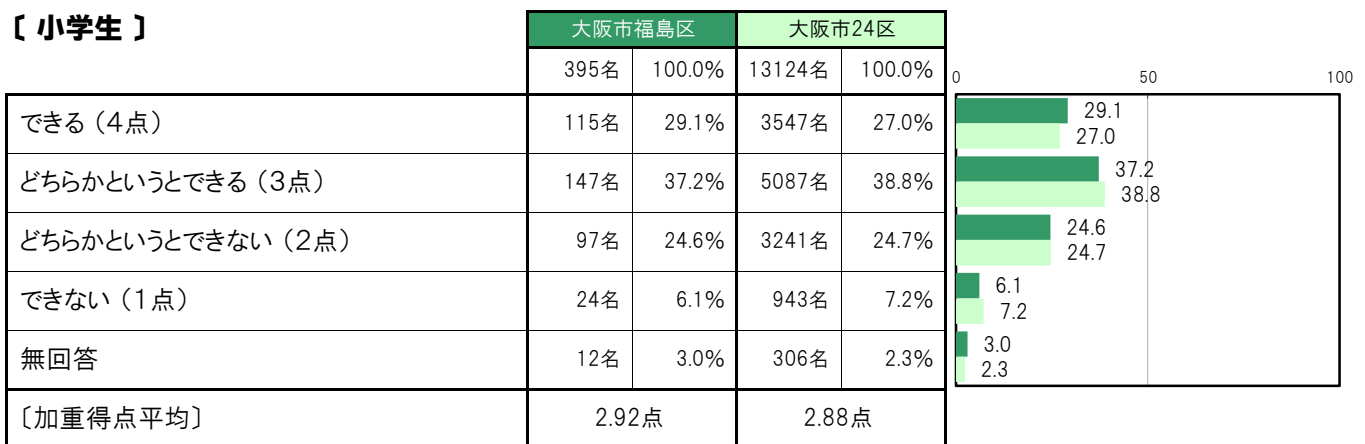 〔 小学生 〕
大阪市福島区 大阪市24区
395名 100.0% 13124名 100.0%
0 50 100
できる （4点） 115名 29.1% 3547名 27.0%
29.1
27.0
どちらかというとできる （3点） 147名 37.2% 5087名 38.8%
37.2
38.8
どちらかというとできない （2点） 97名 24.6% 3241名 24.7%
24.6
24.7
できない （1点） 24名 6.1% 943名 7.2%
6.1
7.2
無回答 12名 3.0% 306名 2.3%
3.0
2.3
〔加重得点平均〕 2.92点 2.88点